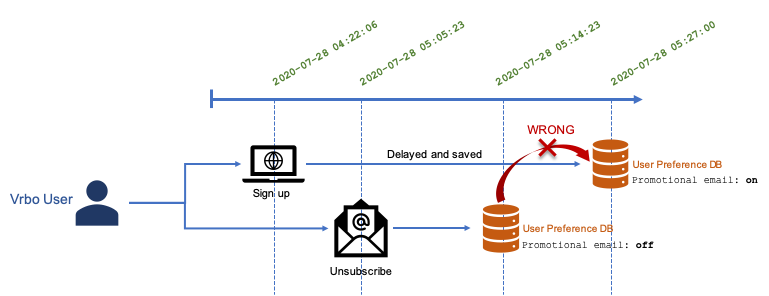 2020-07-28 04:22:06
2020-07-28 05:05:23
2020-07-28 05:14:23
2020-07-28 05:27:00
WRONG
Delayed and saved
User Preference DB
Promotional email: on
Sign up
Vrbo User
User Preference DB
Promotional email: off
Unsubscribe